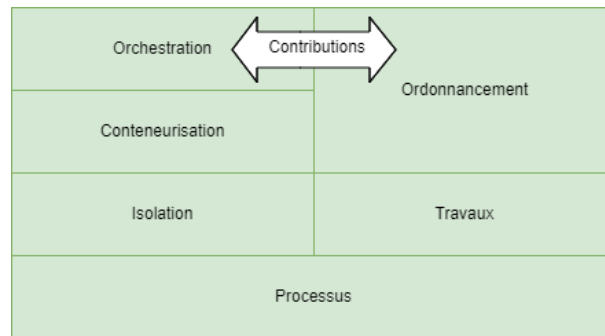 Orchestration
Contributions
Ordonnancement
Conteneurisation
Isolation
Travaux
Processus